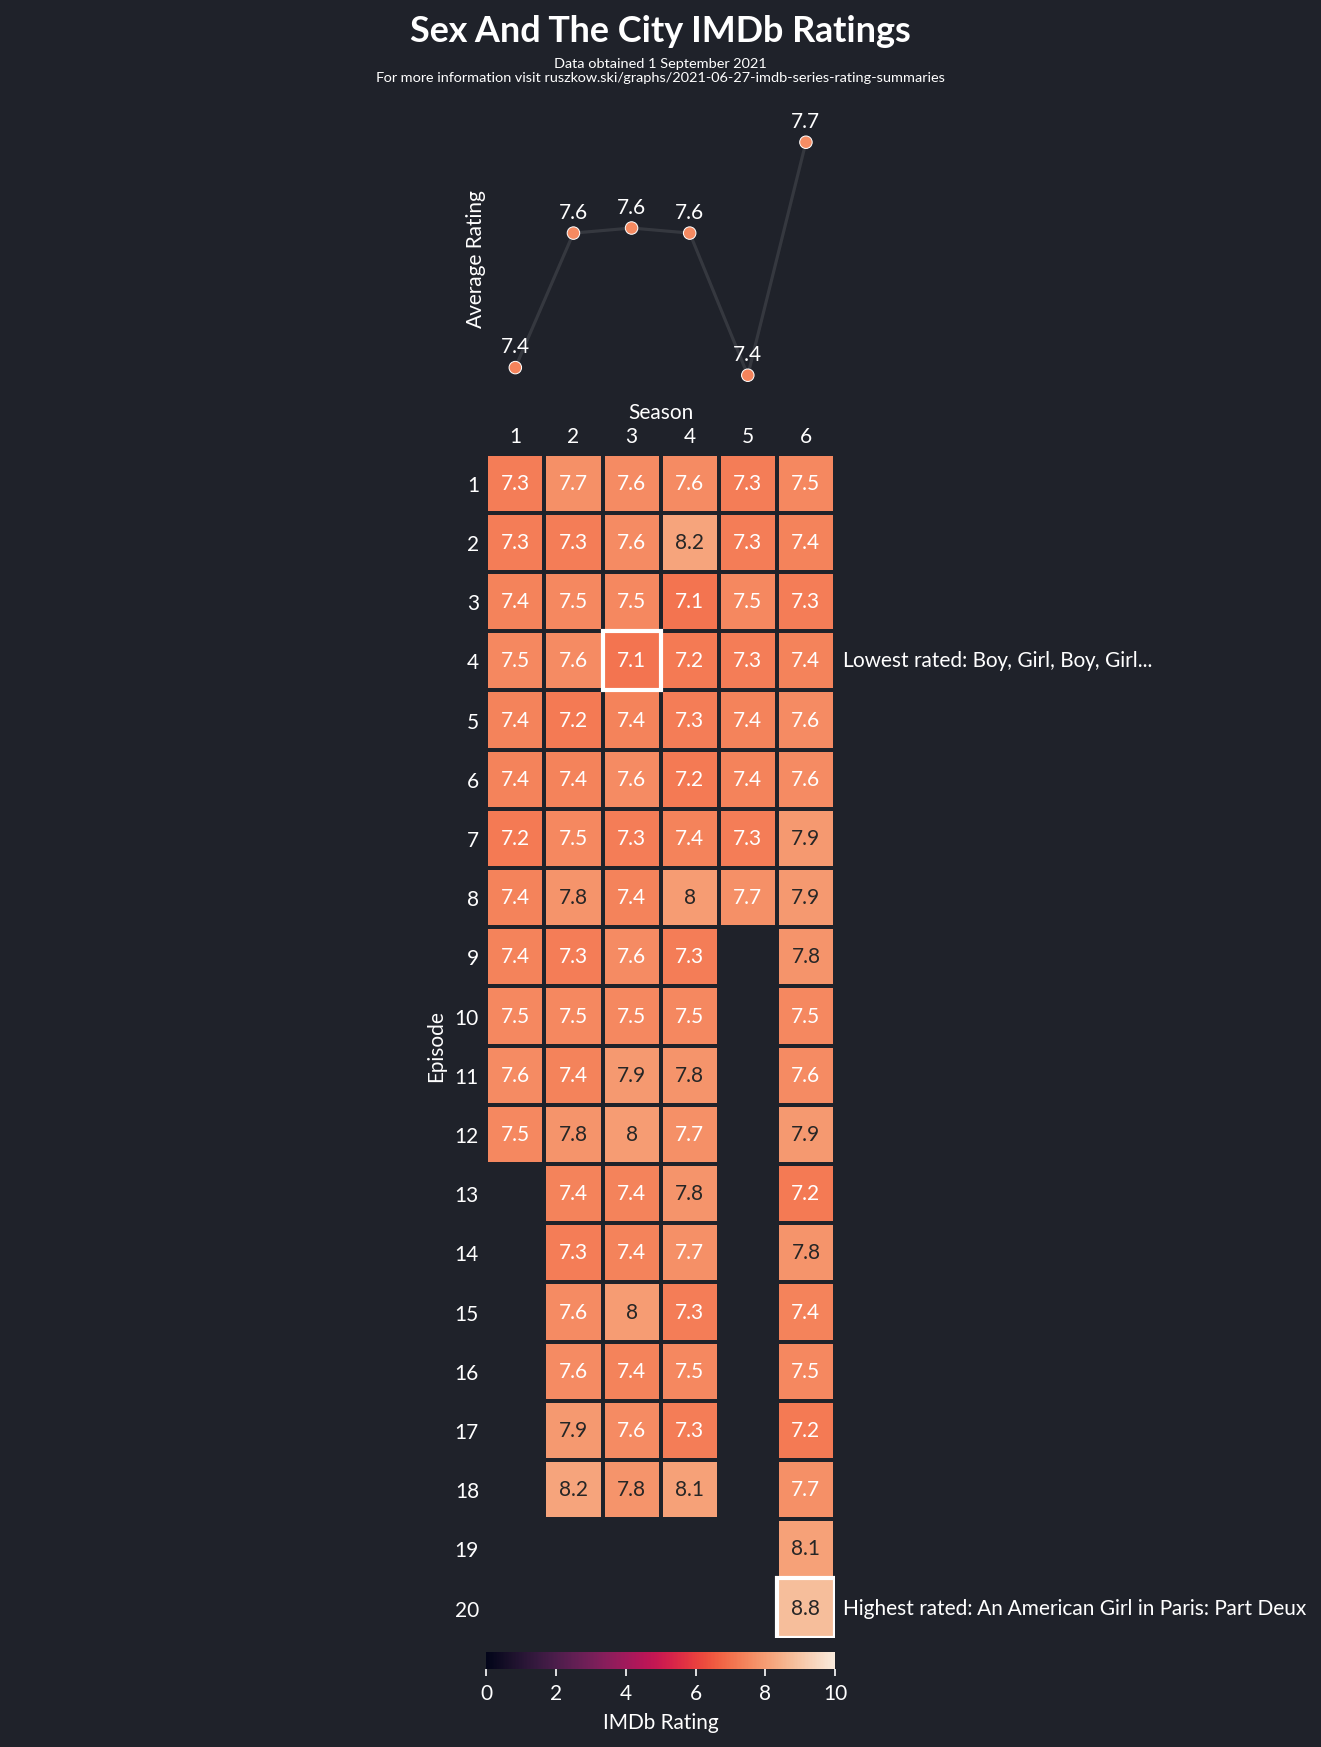 Sex And The City IMDb Ratings
Data obtained 1 September 2021
For more information visit ruszkow.ski/graphs/2021-06-27-imdb-series-rating-summaries
7.7
7.6 7.6 7.6
7.4 7.4
Average Rating
Season
1 2 3 4 5 6
1 7.3 7.7 7.6 7.6 7.3 7.5
2 7.3 7.3 7.6 8.2 7.3 7.4
3 7.4 7.5 7.5 7.1 7.5 7.3
4 7.5 7.6 7.1 7.2 7.3 7.4 Lowest rated: Boy, Girl, Boy, Girl...
5 7.4 7.2 7.4 7.3 7.4 7.6
6 7.4 7.4 7.6 7.2 7.4 7.6
7 7.2 7.5 7.3 7.4 7.3 7.9
8 7.4 7.8 7.4 8 7.7 7.9
9 7.4 7.3 7.6 7.3 7.8
10 7.5 7.5 7.5 7.5 7.5
Episode
11 7.6 7.4 7.9 7.8 7.6
12 7.5 7.8 8 7.7 7.9
13 7.4 7.4 7.8 7.2
14 7.3 7.4 7.7 7.8
15 7.6 8 7.3 7.4
16 7.6 7.4 7.5 7.5
17 7.9 7.6 7.3 7.2
18 8.2 7.8 8.1 7.7
19 8.1
20 8.8 Highest rated: An American Girl in Paris: Part Deux
0 2 4 6 8 10
IMDb Rating